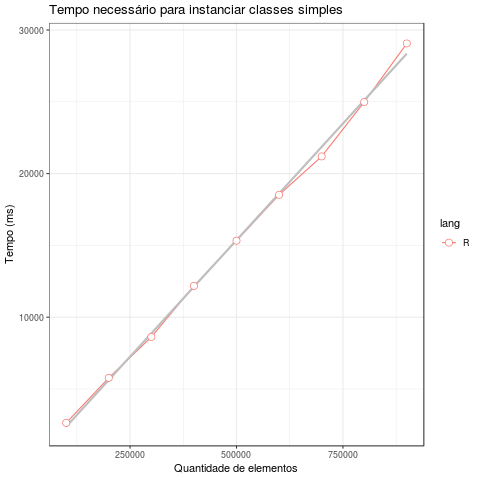 Tempo necessário para instanciar classes simples
30000
20000
10000
Tempo (ms)
250000
500000
750000
Quantidade de elementos
lang
R